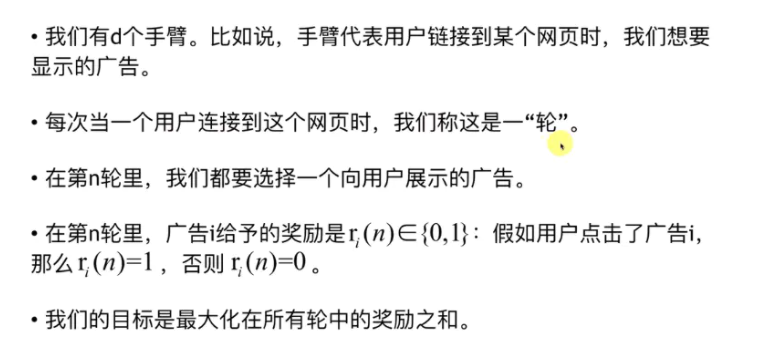 • 我们有d个手臂。比如说，手臂代表用户链接到某个网页时，我们想要
显示的广告。
• 每次当一个用户连接到这个网页时，我们称这是一“轮”。
• 在第n轮里，我们都要选择一个向用户展示的广告。
• 在第n轮里，广告i给予的奖励是rᵢ(n)∈{0,1}：假如用户点击了广告i，
那么rᵢ(n)=1，否则 rᵢ(n)=0。
• 我们的目标是最大化在所有轮中的奖励之和。